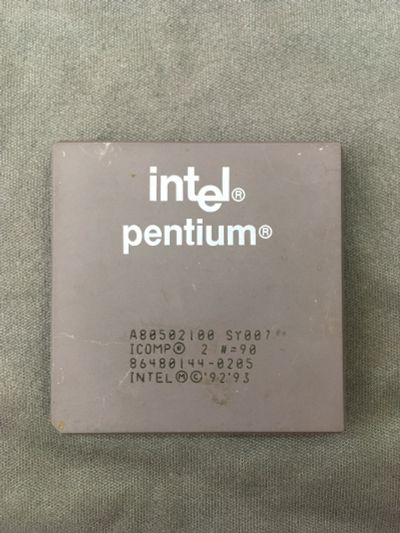 intel®
pentium®
A80502100 SY007
ICOMP® 2 #=90
86480144-0205
INTEL Ⓜ © '92 '93